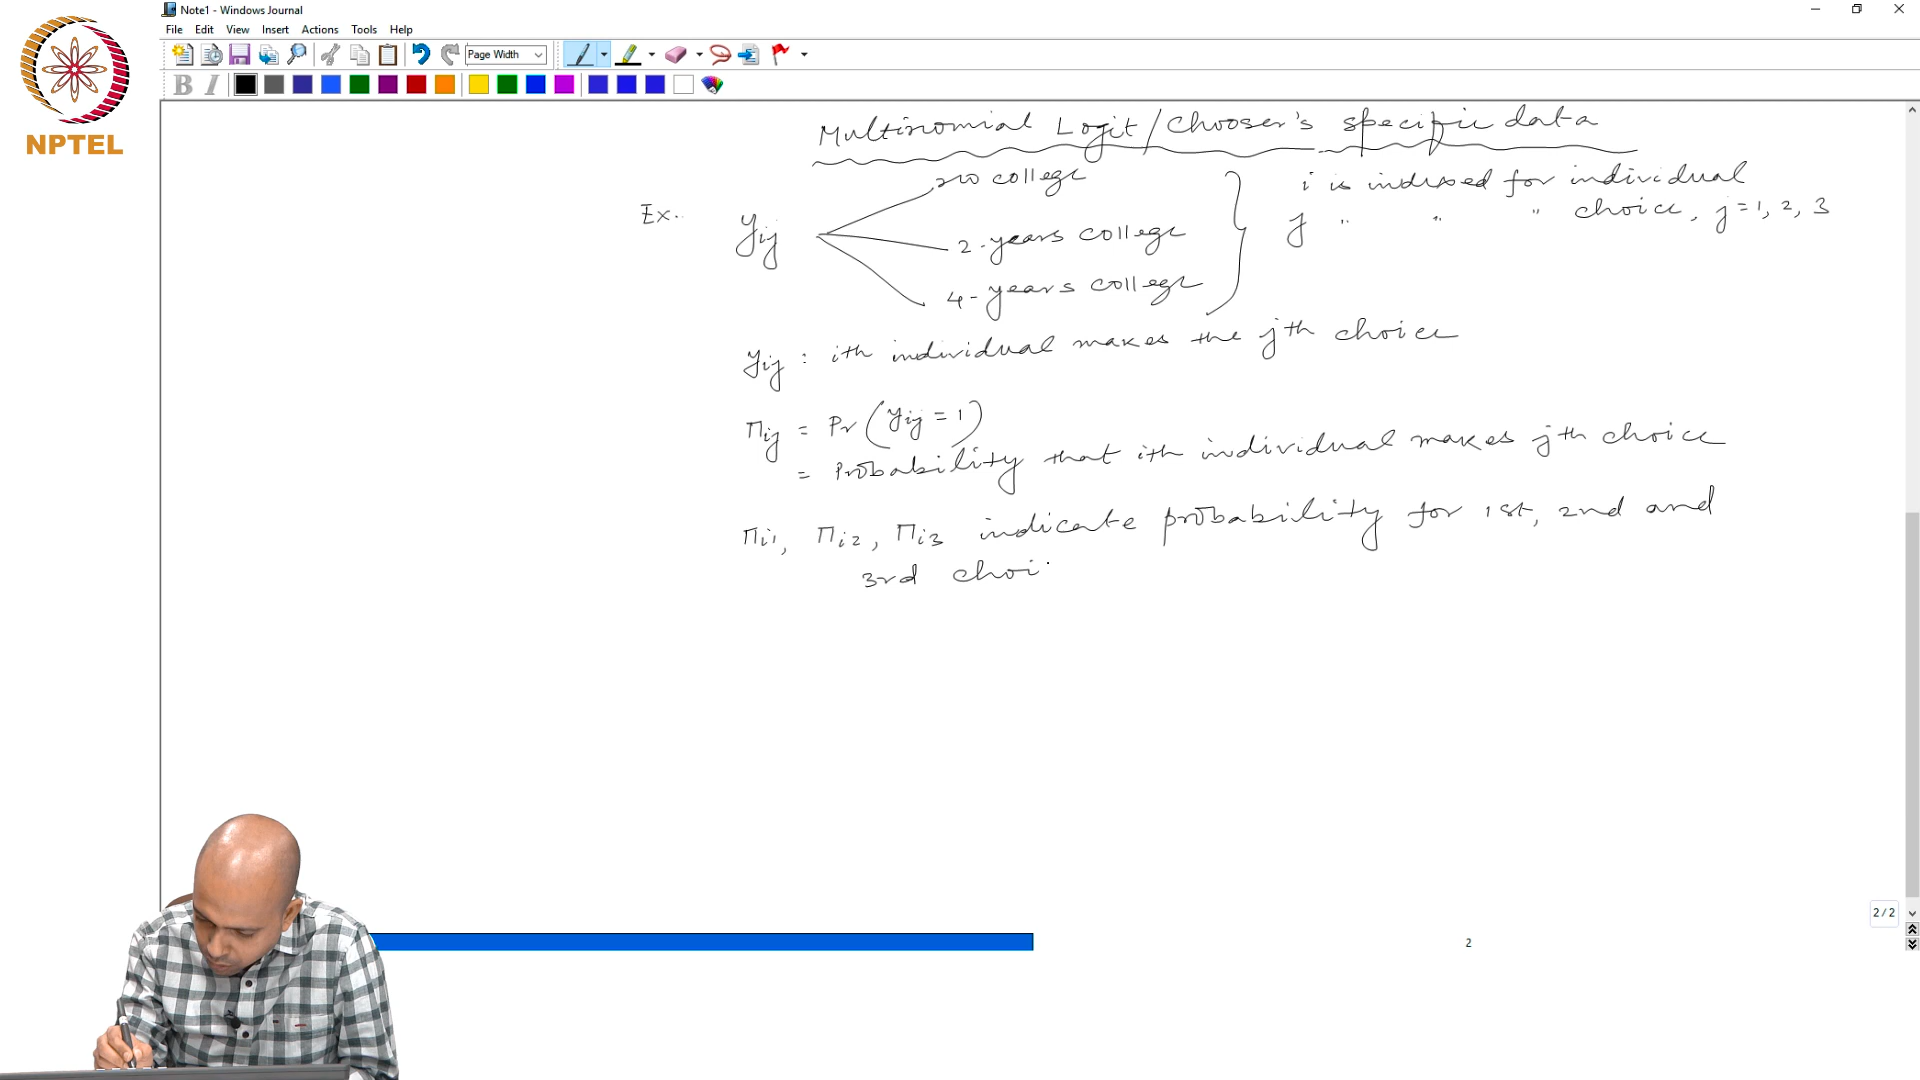 Note1 - Windows Journal
File Edit View Insert Actions Tools Help
Page Width
B I
NPTEL
Multinomial Logit/Chooser's specific data
Ex. yij
no college
2-years college
4-years college
i is indexed for individual
j " " " choice, j=1, 2, 3
yij : ith individual makes the jth choice
πij = Pr (yij = 1)
= Probability that ith individual makes jth choice
πi1, πi2, πi3 indicate probability for 1st, 2nd and
3rd choi
2/2
2